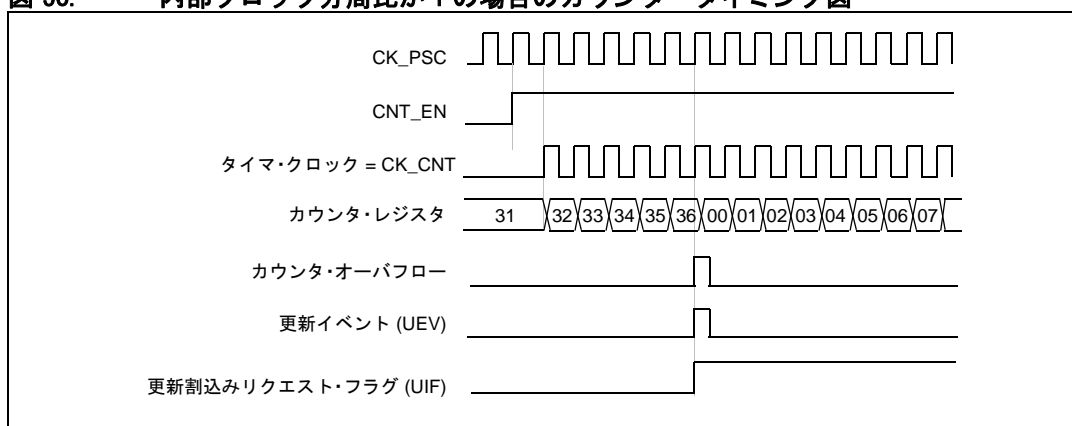 CK_PSC
CNT_EN
タイマ・クロック = CK_CNT
カウンタ・レジスタ 31 32 33 34 35 36 00 01 02 03 04 05 06 07
カウンタ・オーバフロー
更新イベント (UEV)
更新割込みリクエスト・フラグ (UIF)